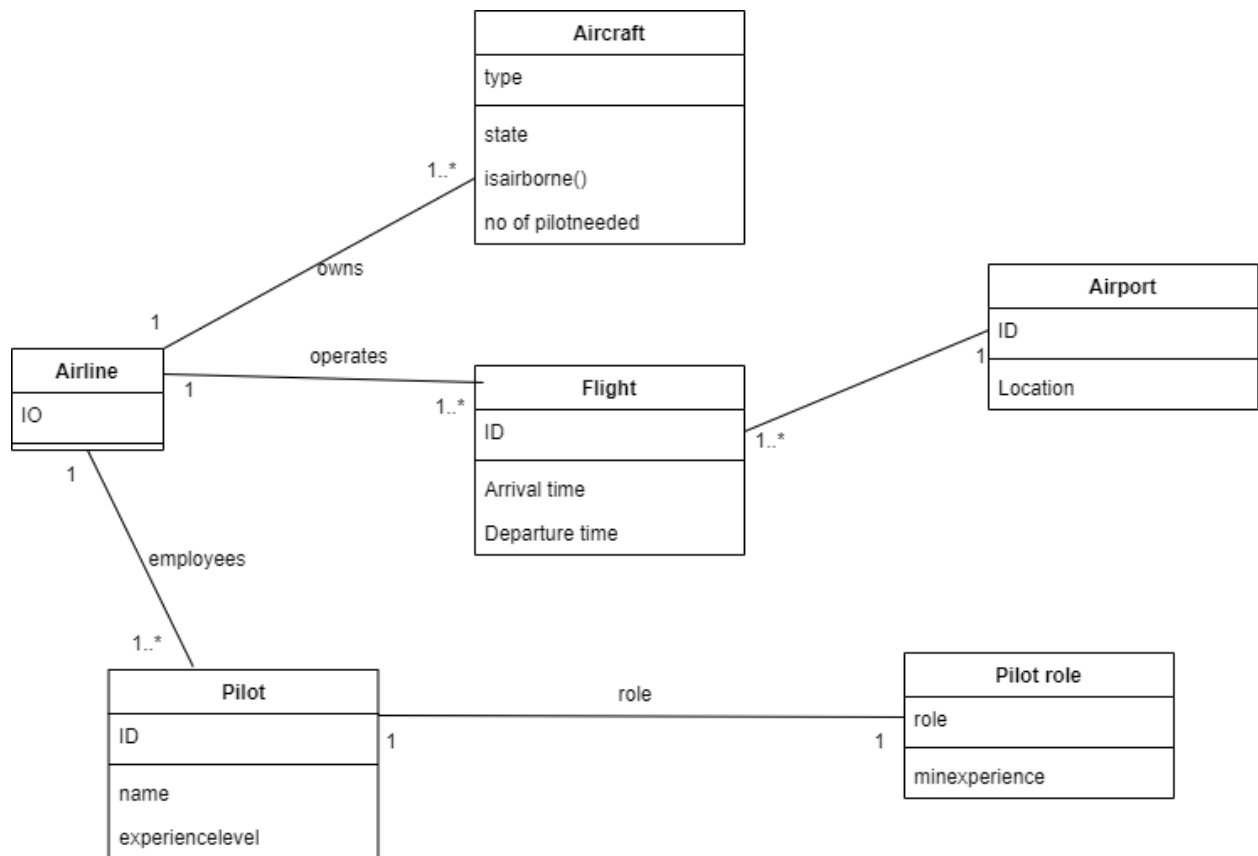 Aircraft
type
state
isairborne()
no of pilotneeded
1..*
owns
1
Airline
IO
operates
1
1..*
Flight
ID
Arrival time
Departure time
1..*
Airport
ID
Location
1
1
employees
1..*
Pilot
ID
name
experiencelevel
role
1
1
Pilot role
role
minexperience